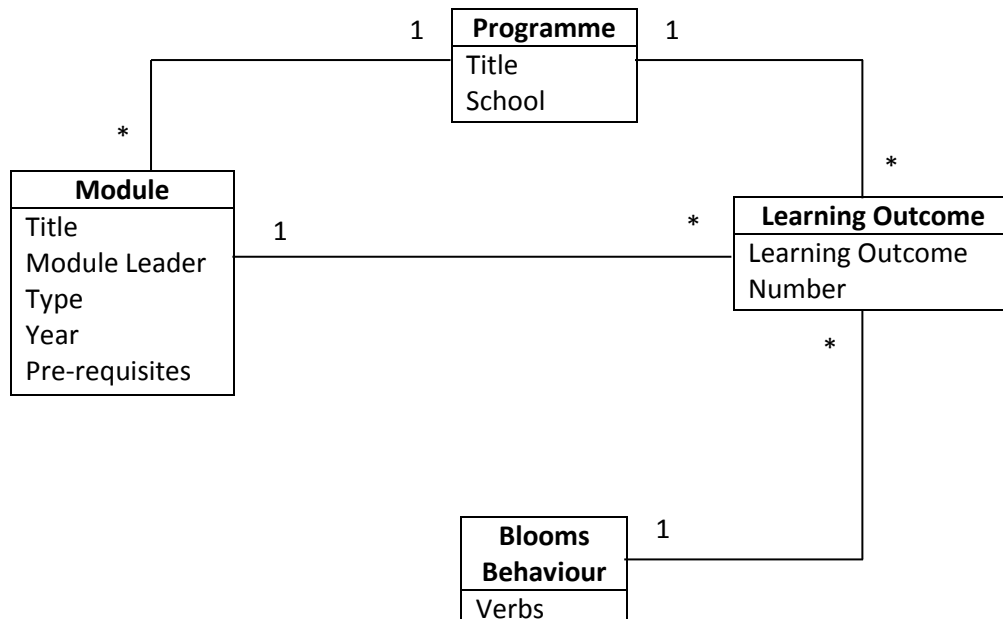 1
Programme
1
Title
School
*
*
Module
Title
Module Leader
Type
Year
Pre-requisites
1
*
Learning Outcome
Learning Outcome
Number
*
Blooms
Behaviour
1
Verbs